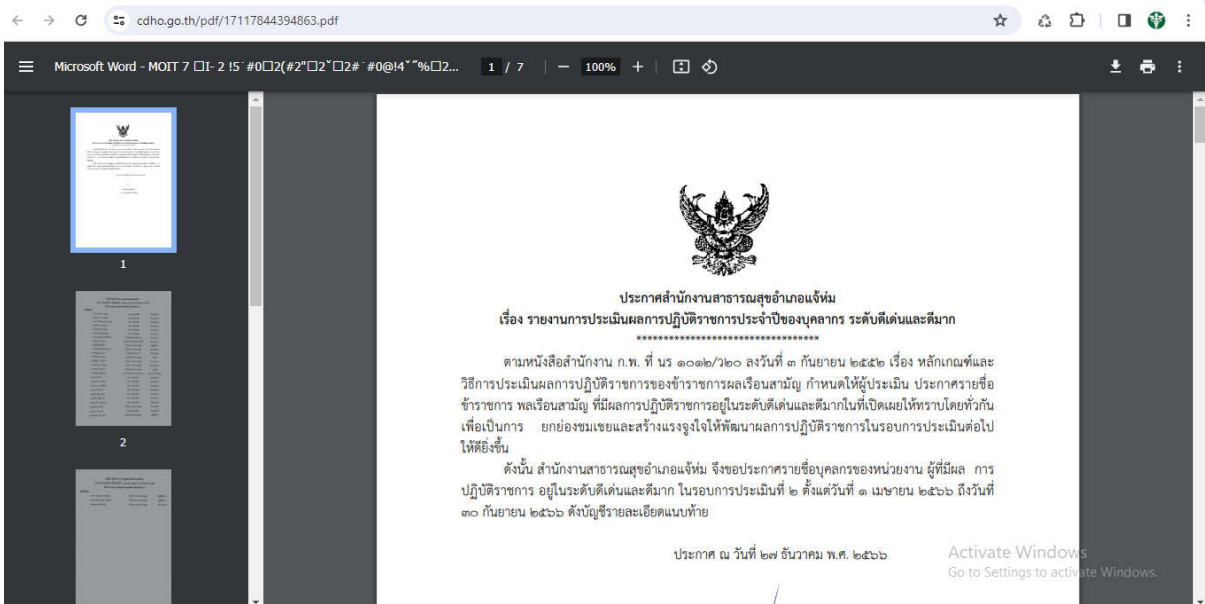 cdho.go.th/pdf/17117844394863.pdf
1 / 7
100%
1
2
ประกาศสำนักงานสาธารณสุขอำเภอแจ้ห่ม
เรื่อง รายงานการประเมินผลการปฏิบัติราชการประจำปีของบุคลากร ระดับดีเด่นและดีมาก
**********************************
ตามหนังสือสำนักงาน ก.พ. ที่ นร ๑๐๑๒/ว๒๐ ลงวันที่ ๓ กันยายน ๒๕๕๒ เรื่อง หลักเกณฑ์และ
วิธีการประเมินผลการปฏิบัติราชการของข้าราชการผลเรือนสามัญ กำหนดให้ผู้ประเมิน ประกาศรายชื่อ
ข้าราชการ พลเรือนสามัญ ที่มีผลการปฏิบัติราชการอยู่ในระดับดีเด่นและดีมากในที่เปิดเผยให้ทราบโดยทั่วกัน
เพื่อเป็นการ ยกย่องชมเชยและสร้างแรงจูงใจให้พัฒนาผลการปฏิบัติราชการในรอบการประเมินต่อไป
ให้ดียิ่งขึ้น
ดังนั้น สำนักงานสาธารณสุขอำเภอแจ้ห่ม จึงขอประกาศรายชื่อบุคลกรของหน่วยงาน ผู้ที่มีผล การ
ปฏิบัติราชการ อยู่ในระดับดีเด่นและดีมาก ในรอบการประเมินที่ ๒ ตั้งแต่วันที่ ๑ เมษายน ๒๕๖๖ ถึงวันที่
๓๐ กันยายน ๒๕๖๖ ดังบัญชีรายละเอียดแนบท้าย
ประกาศ ณ วันที่ ๒๗ ธันวาคม พ.ศ. ๒๕๖๖
Activate Windows
Go to Settings to activate Windows.